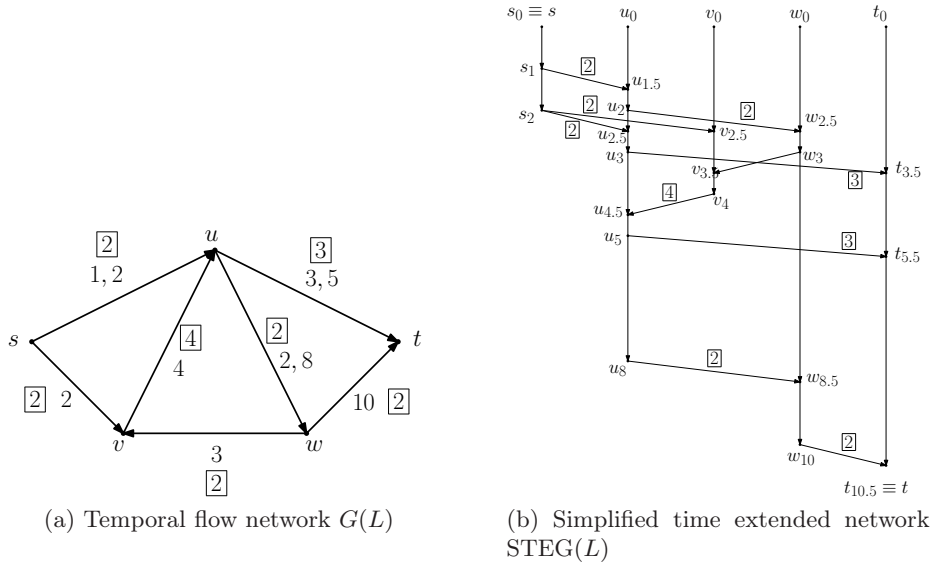 s₀ ≡ s u₀ v₀ w₀ t₀
s₁
2
u₁.₅
s₂
2
u₂
2
w₂.₅
2
u₂.₅
v₂.₅
u₃
v₃.₅
w₃
t₃.₅
3
4
v₄
u₄.₅
u₅
3
t₅.₅
u₈
2
w₈.₅
w₁₀
2
t₁₀.₅ ≡ t
u
2
1, 2
3
3, 5
s
4
4
2
2, 8
t
2 2
10 2
v
w
3
2
(a) Temporal flow network G(L)
(b) Simplified time extended network
STEG(L)